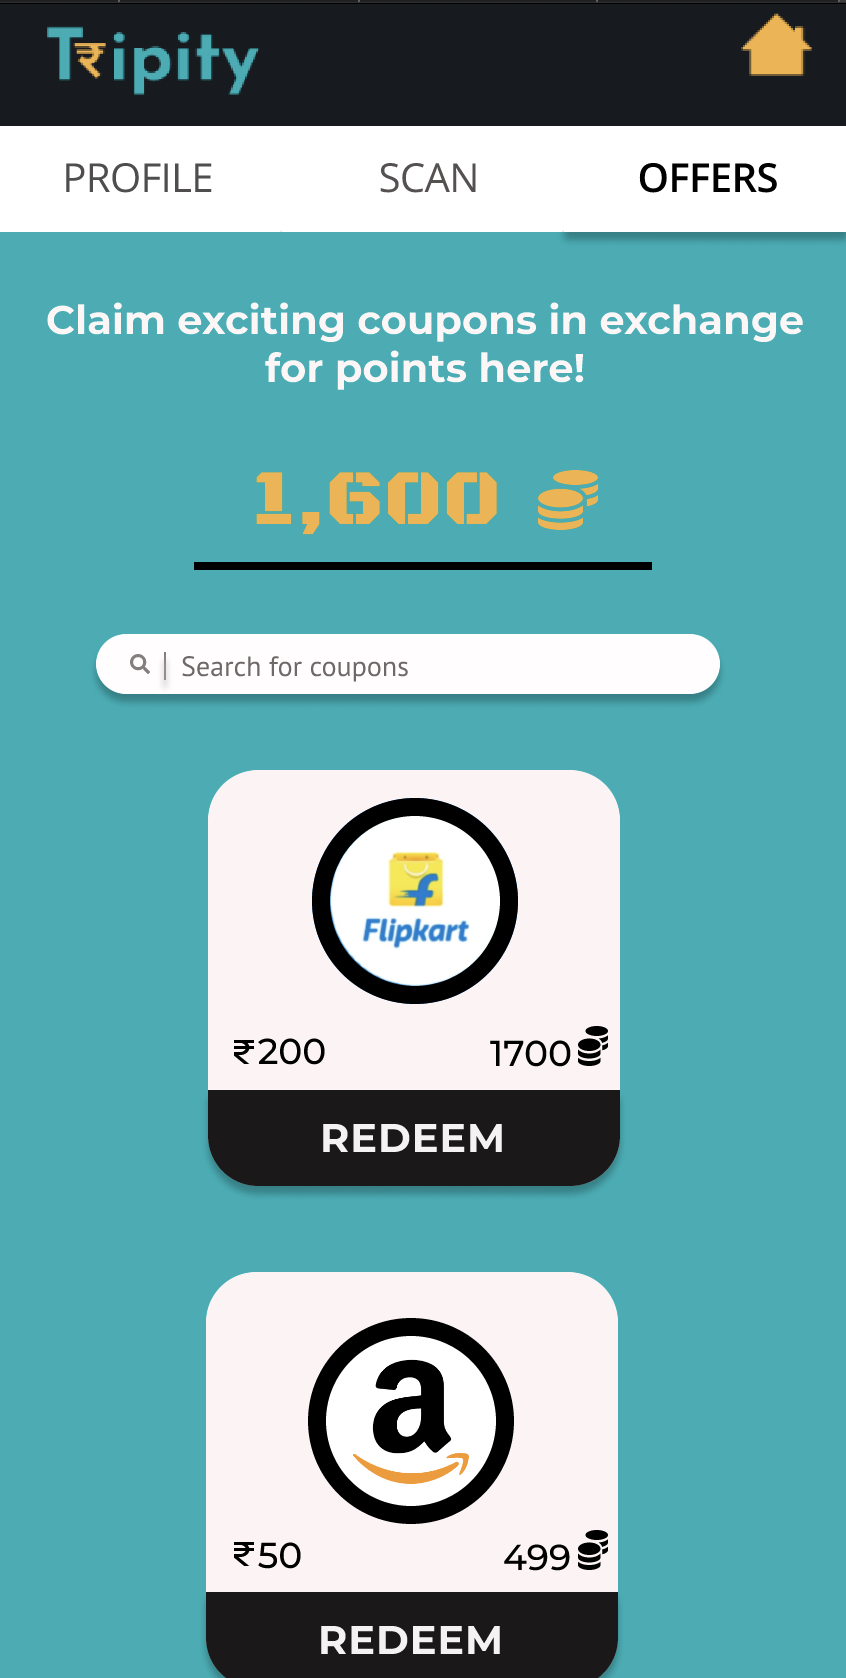 T₹ipity
PROFILE SCAN OFFERS
Claim exciting coupons in exchange
for points here!
1,600
Search for coupons
f
Flipkart
₹200 1700
REDEEM
a
₹50 499
REDEEM